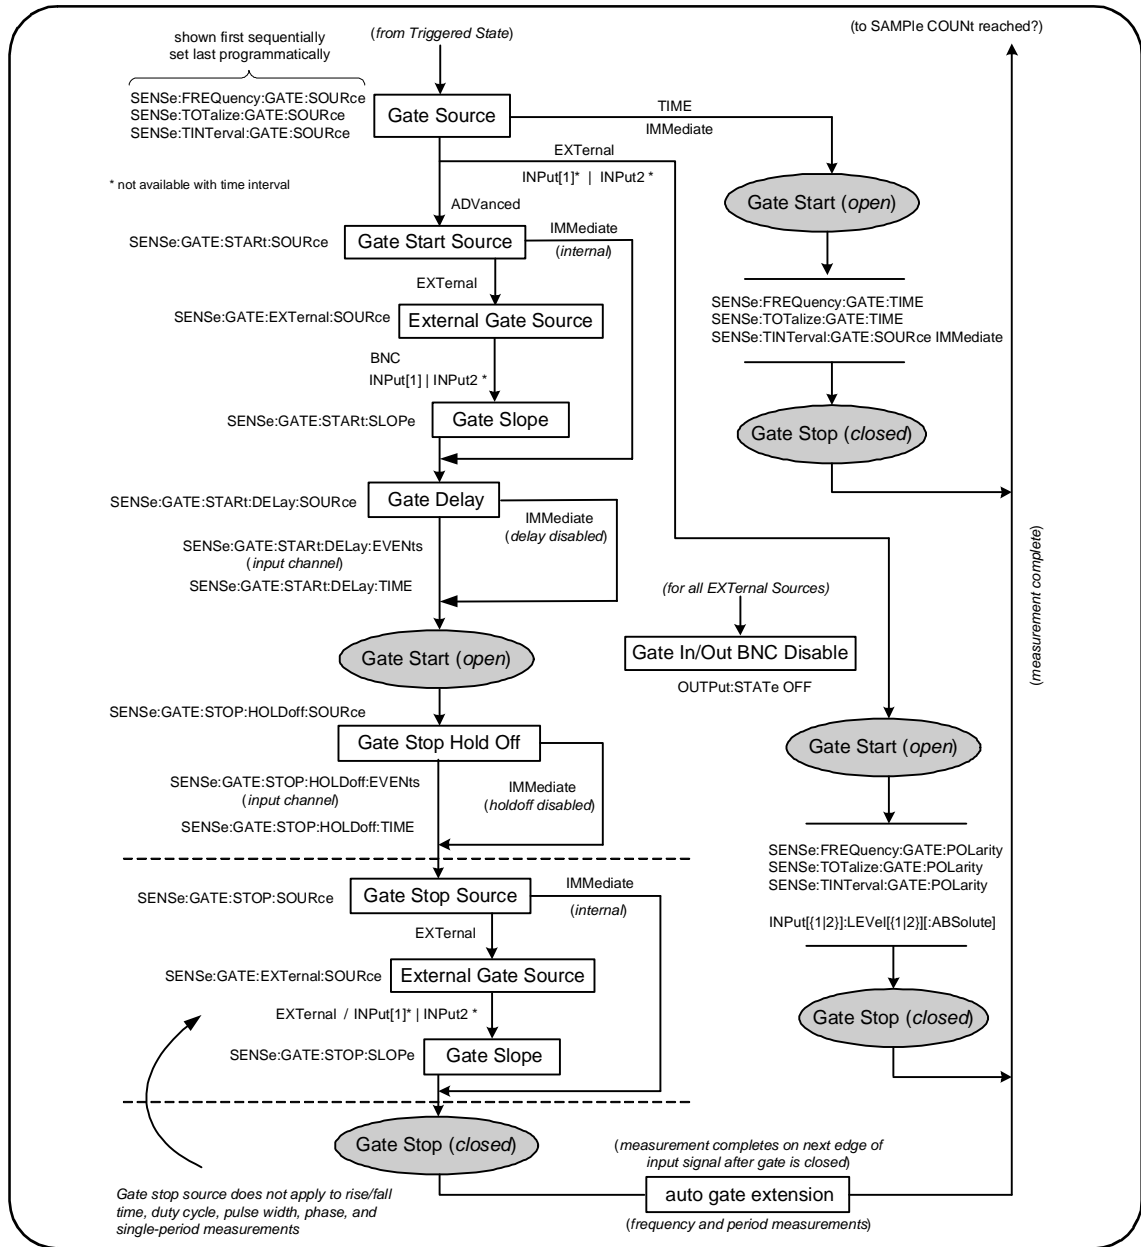 shown first sequentially
set last programmatically
(from Triggered State)
(to SAMPle COUNt reached?)
SENSe:FREQuency:GATE:SOURce
SENSe:TOTalize:GATE:SOURce
SENSe:TINTerval:GATE:SOURce
Gate Source
TIME
IMMediate
EXTernal
INPut[1]* | INPut2 *
* not available with time interval
ADVanced
Gate Start (open)
SENSe:GATE:STARt:SOURce
Gate Start Source
IMMediate
(internal)
EXTernal
SENSe:GATE:EXTernal:SOURce
External Gate Source
SENSe:FREQuency:GATE:TIME
SENSe:TOTalize:GATE:TIME
SENSe:TINTerval:GATE:SOURce IMMediate
BNC
INPut[1] | INPut2 *
SENSe:GATE:STARt:SLOPe
Gate Slope
Gate Stop (closed)
SENSe:GATE:STARt:DELay:SOURce
Gate Delay
IMMediate
(delay disabled)
SENSe:GATE:STARt:DELay:EVENts
(input channel)
SENSe:GATE:STARt:DELay:TIME
(for all EXTernal Sources)
Gate In/Out BNC Disable
OUTPut:STATe OFF
(measurement complete)
Gate Start (open)
SENSe:GATE:STOP:HOLDoff:SOURce
Gate Stop Hold Off
IMMediate
(holdoff disabled)
SENSe:GATE:STOP:HOLDoff:EVENts
(input channel)
SENSe:GATE:STOP:HOLDoff:TIME
Gate Start (open)
SENSe:FREQuency:GATE:POLarity
SENSe:TOTalize:GATE:POLarity
SENSe:TINTerval:GATE:POLarity
INPut[{1|2}]:LEVel[{1|2}][:ABSolute]
SENSe:GATE:STOP:SOURce
Gate Stop Source
IMMediate
(internal)
EXTernal
SENSe:GATE:EXTernal:SOURce
External Gate Source
EXTernal / INPut[1]* | INPut2 *
SENSe:GATE:STOP:SLOPe
Gate Slope
Gate Stop (closed)
Gate Stop (closed)
(measurement completes on next edge of
input signal after gate is closed)
auto gate extension
(frequency and period measurements)
Gate stop source does not apply to rise/fall
time, duty cycle, pulse width, phase, and
single-period measurements